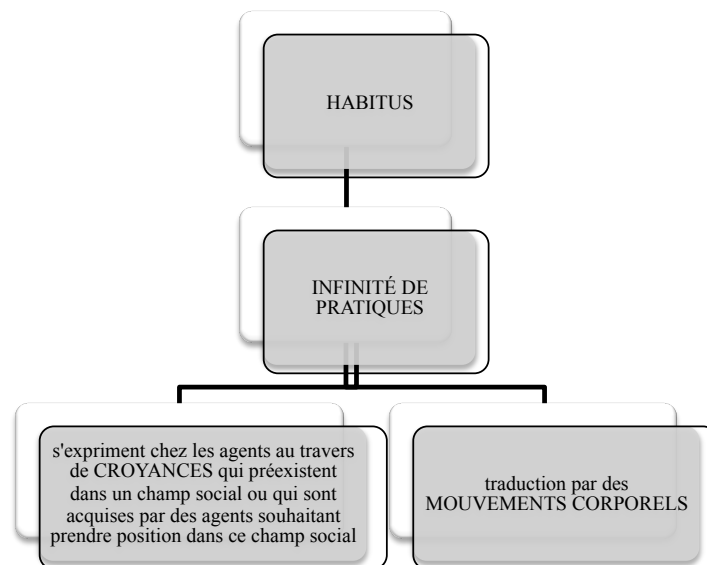 HABITUS
INFINITÉ DE
PRATIQUES
s'expriment chez les agents au travers
de CROYANCES qui préexistent
dans un champ social ou qui sont
acquises par des agents souhaitant
prendre position dans ce champ social
traduction par des
MOUVEMENTS CORPORELS